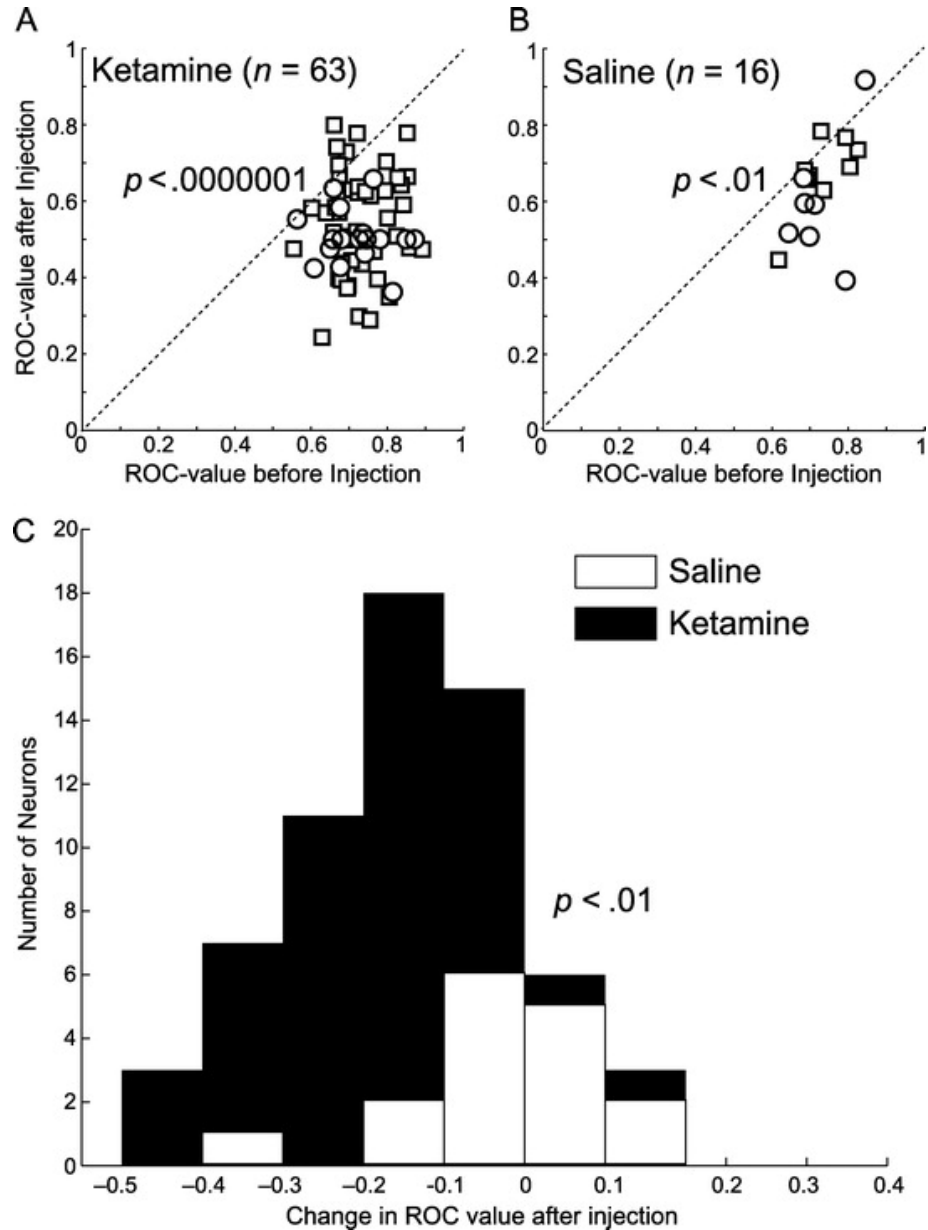 A
Ketamine (n = 63)
p <.0000001
ROC-value after Injection
1
0.8
0.6
0.4
0.2
0
0 0.2 0.4 0.6 0.8 1
ROC-value before Injection
B
Saline (n = 16)
p <.01
1
0.8
0.6
0.4
0.2
0
0 0.2 0.4 0.6 0.8 1
ROC-value before Injection
C
Saline
Ketamine
p < .01
Number of Neurons
20
18
16
14
12
10
8
6
4
2
0
–0.5 –0.4 –0.3 –0.2 -0.1 0 0.1 0.2 0.3 0.4
Change in ROC value after injection